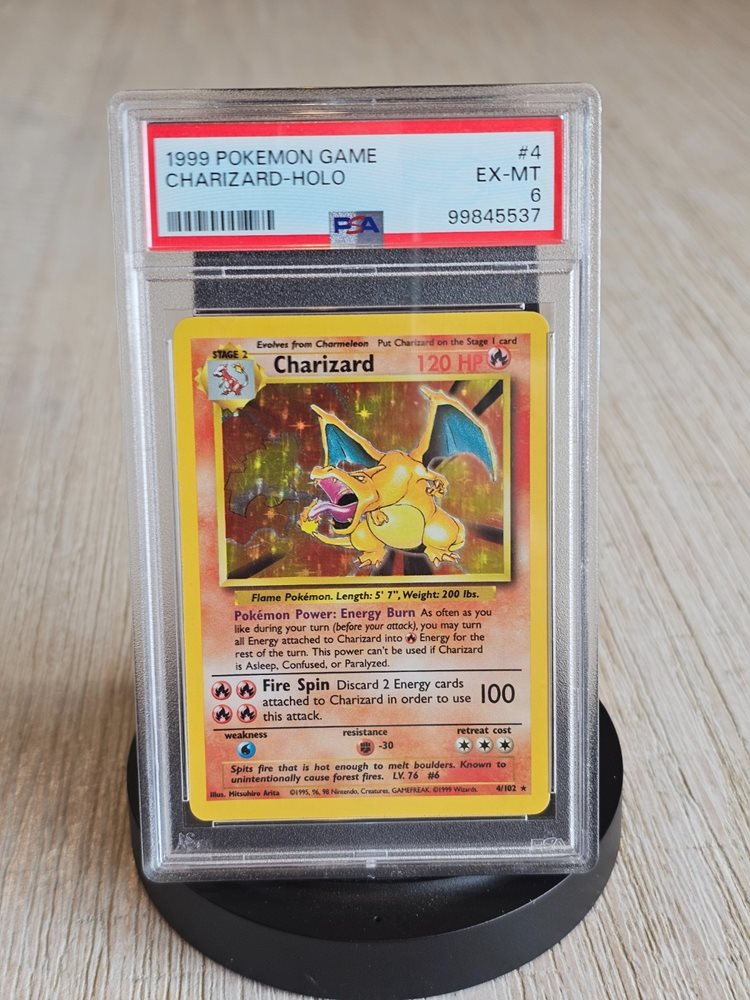 1999 POKEMON GAME #4
CHARIZARD-HOLO EX-MT
6
99845537
PSA
Evolves from Charmeleon Put Charizard on the Stage 1 card
STAGE 2
Charizard 120 HP
Flame Pokémon. Length: 5' 7", Weight: 200 lbs.
Pokémon Power: Energy Burn As often as you
like during your turn (before your attack), you may turn
all Energy attached to Charizard into Energy for the
rest of the turn. This power can't be used if Charizard
is Asleep, Confused, or Paralyzed.
Fire Spin Discard 2 Energy cards
attached to Charizard in order to use 100
this attack.
weakness resistance retreat cost
-30
Spits fire that is hot enough to melt boulders. Known to
unintentionally cause forest fires. LV. 76 #6
Illus. Mitsuhiro Arita ©1995, 96, 98 Nintendo, Creatures, GAMEFREAK. ©1999 Wizards. 4/102 ★
PSA